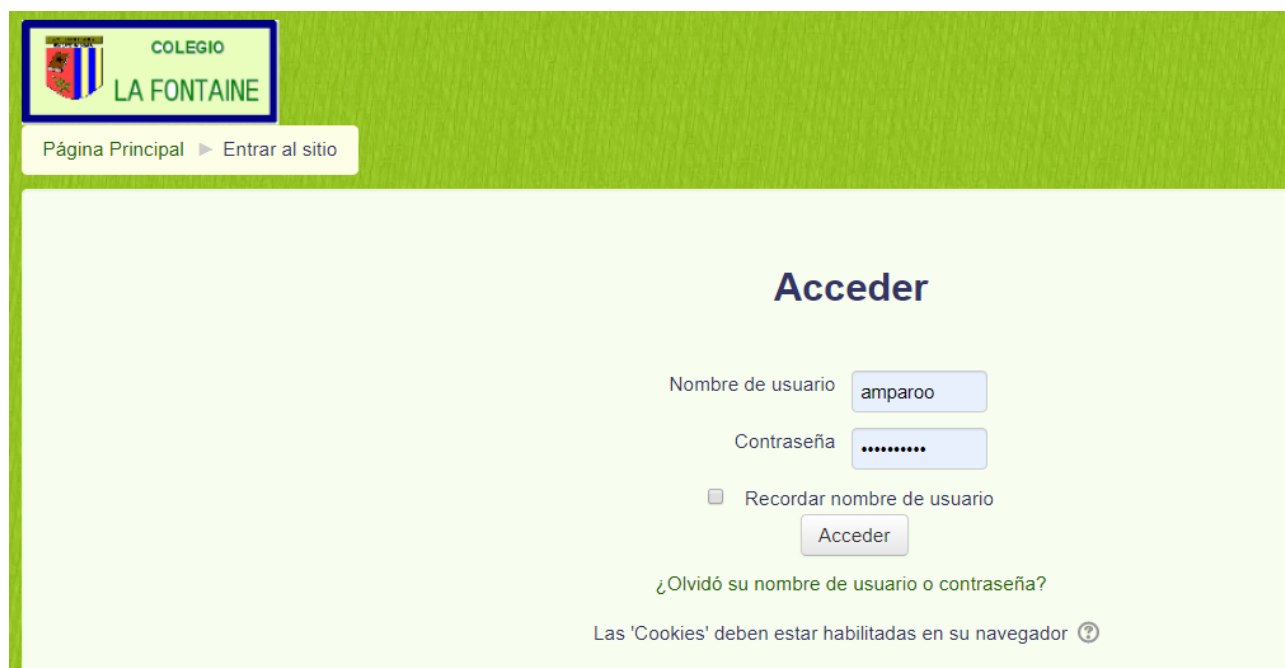 COLEGIO
LA FONTAINE
Página Principal ► Entrar al sitio
Acceder
Nombre de usuario amparoo
Contraseña ••••••••••
Recordar nombre de usuario
Acceder
¿Olvidó su nombre de usuario o contraseña?
Las 'Cookies' deben estar habilitadas en su navegador ?